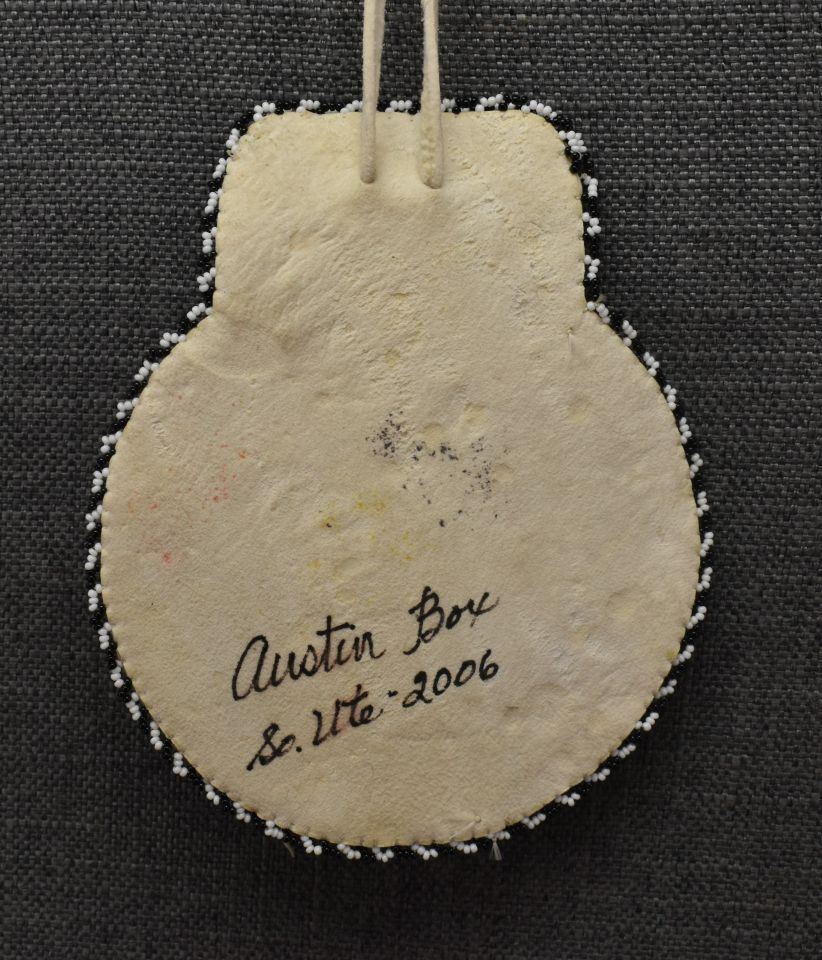 Austin Box
So. Ute - 2006